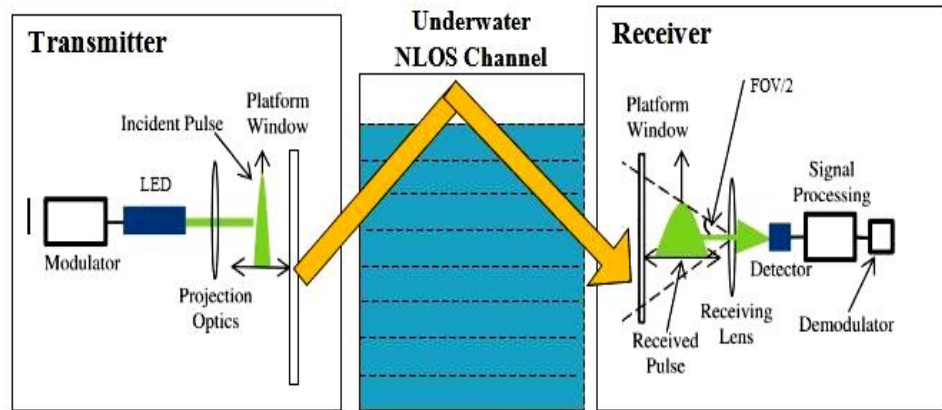 Transmitter
Incident Pulse
Platform
Window
LED
Modulator
Projection
Optics
Underwater
NLOS Channel
Receiver
FOV/2
Platform
Window
Signal
Processing
Detector
Received
Pulse
Receiving
Lens
Demodulator